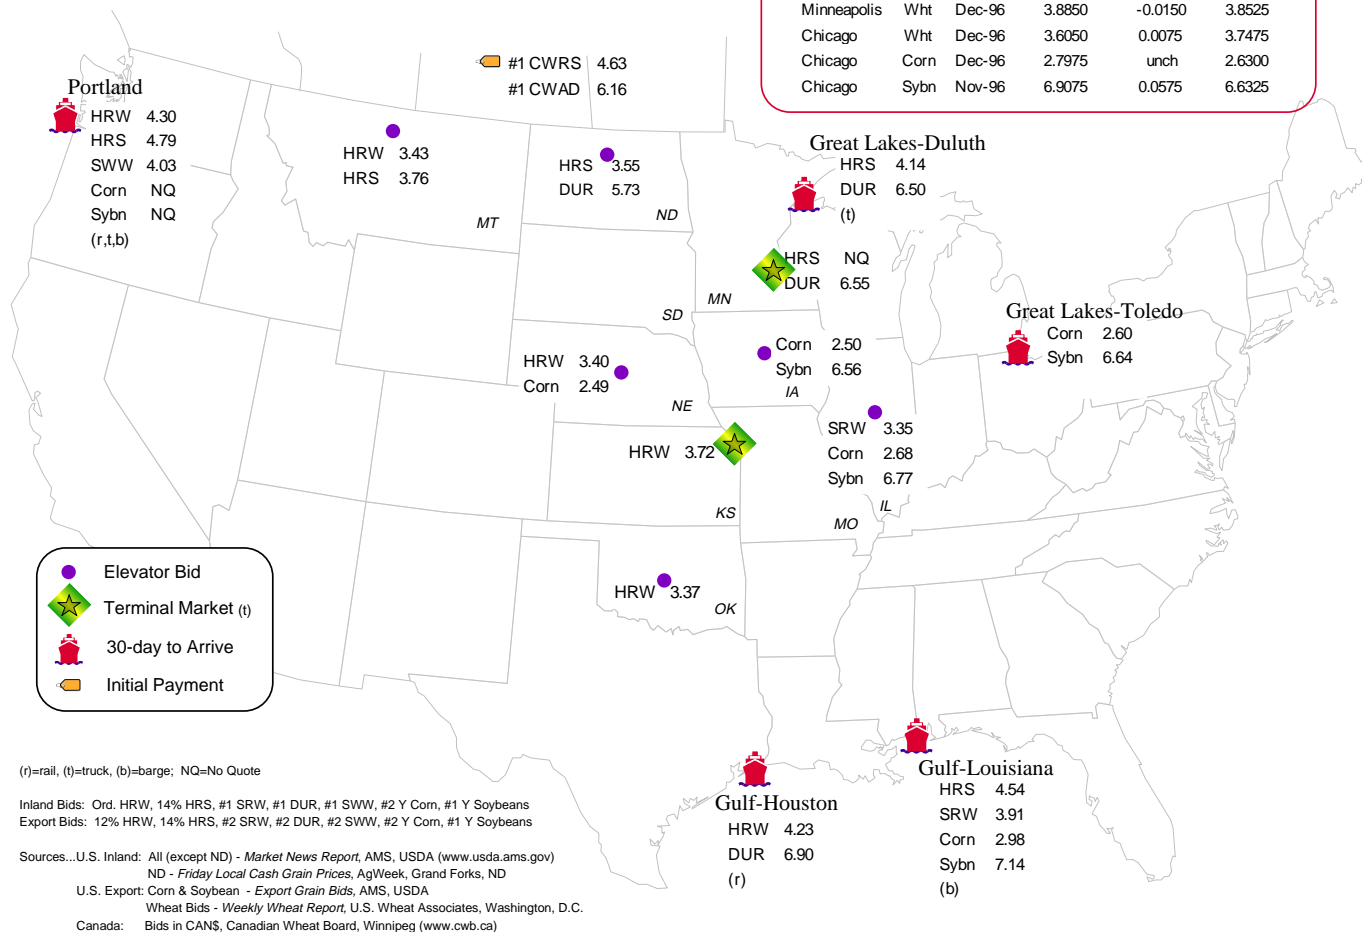 Minneapolis Wht Dec-96 3.8850 -0.0150 3.8525
Chicago Wht Dec-96 3.6050 0.0075 3.7475
Chicago Corn Dec-96 2.7975 unch 2.6300
Chicago Sybn Nov-96 6.9075 0.0575 6.6325
#1 CWRS 4.63
#1 CWAD 6.16
Portland
HRW 4.30
HRS 4.79
SWW 4.03
Corn NQ
Sybn NQ
(r,t,b)
HRW 3.43
HRS 3.76
MT
HRS 3.55
DUR 5.73
ND
Great Lakes-Duluth
HRS 4.14
DUR 6.50
(t)
HRS NQ
DUR 6.55
MN
SD
Great Lakes-Toledo
Corn 2.60
Sybn 6.64
HRW 3.40
Corn 2.49
NE
Corn 2.50
Sybn 6.56
IA
SRW 3.35
Corn 2.68
Sybn 6.77
IL
HRW 3.72
KS
MO
HRW 3.37
OK
Elevator Bid
Terminal Market (t)
30-day to Arrive
Initial Payment
Gulf-Houston
HRW 4.23
DUR 6.90
(r)
Gulf-Louisiana
HRS 4.54
SRW 3.91
Corn 2.98
Sybn 7.14
(b)
(r)=rail, (t)=truck, (b)=barge; NQ=No Quote
Inland Bids: Ord. HRW, 14% HRS, #1 SRW, #1 DUR, #1 SWW, #2 Y Corn, #1 Y Soybeans
Export Bids: 12% HRW, 14% HRS, #2 SRW, #2 DUR, #2 SWW, #2 Y Corn, #1 Y Soybeans
Sources...U.S. Inland: All (except ND) - Market News Report, AMS, USDA (www.usda.ams.gov)
ND - Friday Local Cash Grain Prices, AgWeek, Grand Forks, ND
U.S. Export: Corn & Soybean - Export Grain Bids, AMS, USDA
Wheat Bids - Weekly Wheat Report, U.S. Wheat Associates, Washington, D.C.
Canada: Bids in CAN$, Canadian Wheat Board, Winnipeg (www.cwb.ca)